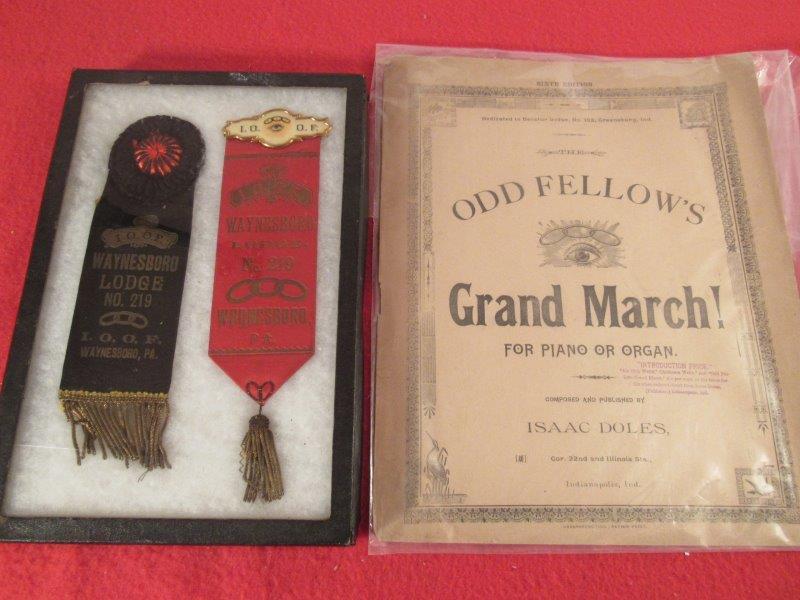 I.O.O.F.
WAYNESBORO
LODGE
NO. 219
I. O. O. F.
WAYNESBORO, PA.
I. O. O. F.
I.O.O.F.
WAYNESBORO
LODGE,
No. 219
WAYNESBORO,
PA.
NINTH EDITION
Dedicated to Decatur Lodge, No. 103, Greensburg, Ind.
THE
ODD FELLOW'S
Grand March!
FOR PIANO OR ORGAN.
"INTRODUCTION PRICE."
COMPOSED AND PUBLISHED BY
ISAAC DOLES,
Cor. 22nd and Illinois Sts.,
Indianapolis, Ind.